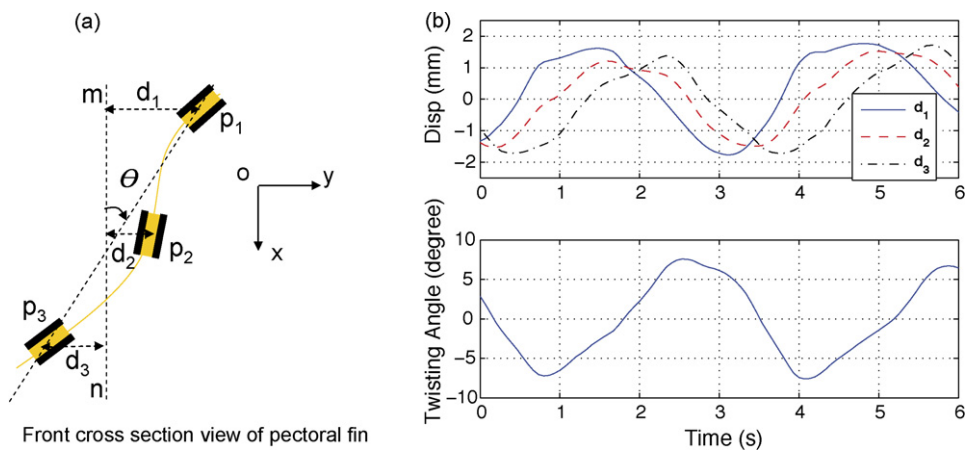 (a)
m
d1
p1
θ
o
y
x
d2
p2
p3
d3
n
Front cross section view of pectoral fin
(b)
Disp (mm)
2
1
0
−1
−2
0
1
2
3
4
5
6
d1
d2
d3
Twisting Angle (degree)
10
5
0
−5
−10
0
1
2
3
4
5
6
Time (s)